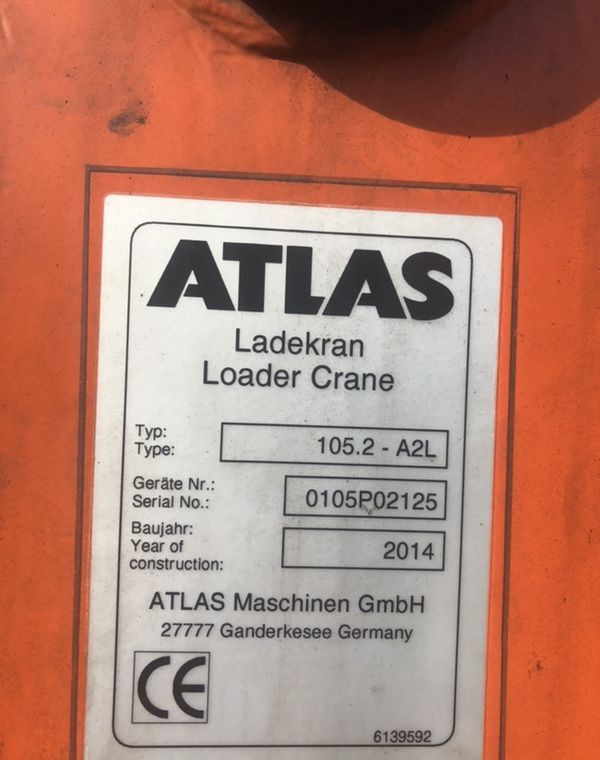 ATLAS
Ladekran
Loader Crane
Typ:
Type:
105.2 - A2L
Geräte Nr.:
Serial No.:
0105P02125
Baujahr:
Year of
construction:
2014
ATLAS Maschinen GmbH
27777 Ganderkesee Germany
CE
6139592